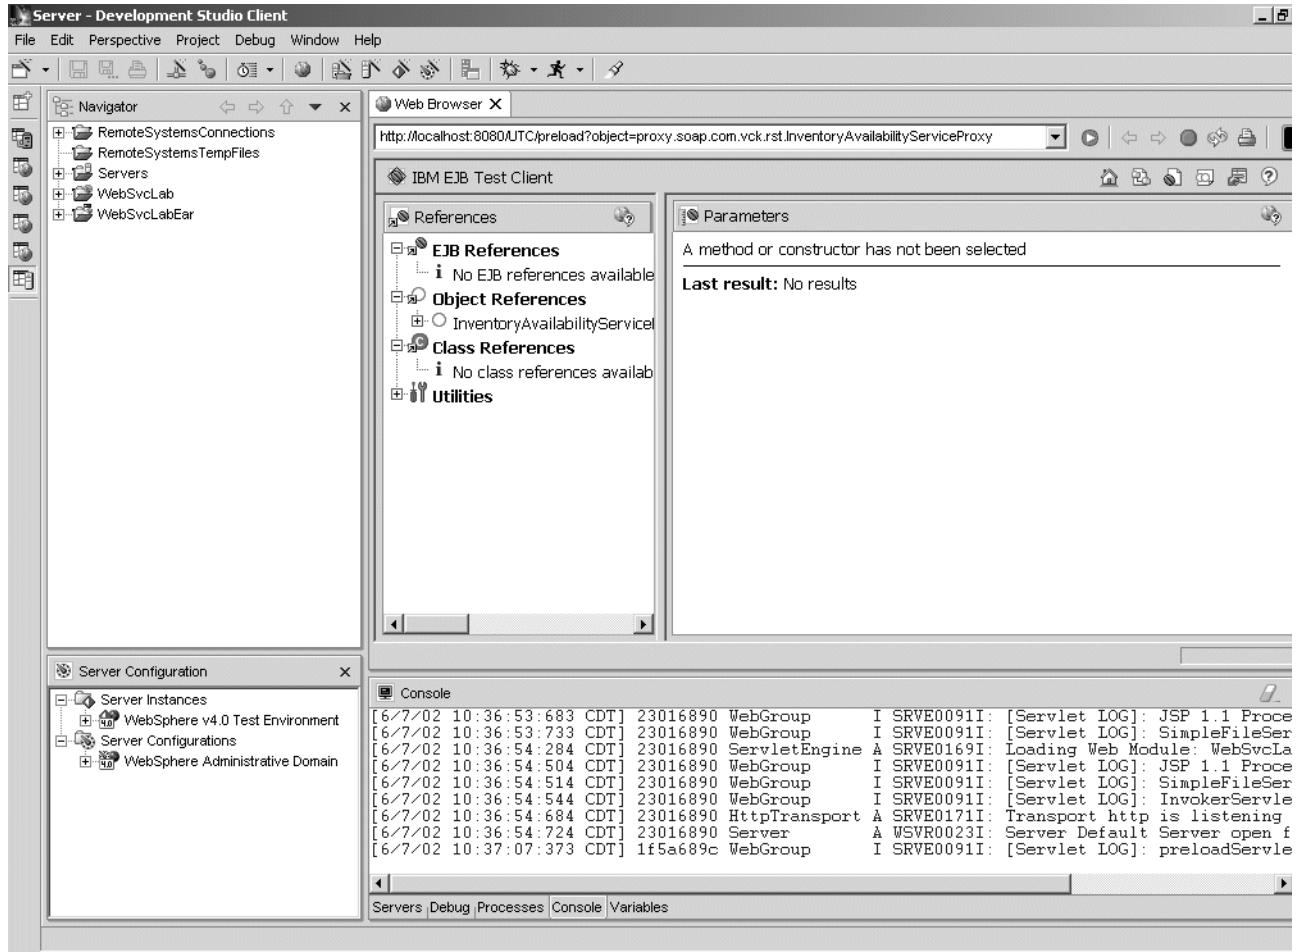 Server - Development Studio Client
File Edit Perspective Project Debug Window Help
Navigator
RemoteSystemsConnections
RemoteSystemsTempFiles
Servers
WebSvcLab
WebSvcLabEar
Web Browser
http://localhost:8080/UTC/preload?object=proxy.soap.com.vck.rst.InventoryAvailabilityServiceProxy
IBM EJB Test Client
References
EJB References
No EJB references available
Object References
InventoryAvailabilityService
Class References
No class references availab
Utilities
Parameters
A method or constructor has not been selected
Last result: No results
Server Configuration
Server Instances
WebSphere v4.0 Test Environment
Server Configurations
WebSphere Administrative Domain
Console
[6/7/02 10:36:53:683 CDT] 23016890 WebGroup I SRVE0091I: [Servlet LOG]: JSP 1.1 Proce
[6/7/02 10:36:53:733 CDT] 23016890 WebGroup I SRVE0091I: [Servlet LOG]: SimpleFileSer
[6/7/02 10:36:54:284 CDT] 23016890 ServletEngine A SRVE0169I: Loading Web Module: WebSvcLa
[6/7/02 10:36:54:504 CDT] 23016890 WebGroup I SRVE0091I: [Servlet LOG]: JSP 1.1 Proce
[6/7/02 10:36:54:514 CDT] 23016890 WebGroup I SRVE0091I: [Servlet LOG]: SimpleFileSer
[6/7/02 10:36:54:544 CDT] 23016890 WebGroup I SRVE0091I: [Servlet LOG]: InvokerServle
[6/7/02 10:36:54:684 CDT] 23016890 HttpTransport A SRVE0171I: Transport http is listening
[6/7/02 10:36:54:724 CDT] 23016890 Server A WSVR0023I: Server Default Server open f
[6/7/02 10:37:07:373 CDT] 1f5a689c WebGroup I SRVE0091I: [Servlet LOG]: preloadServle
Servers Debug Processes Console Variables